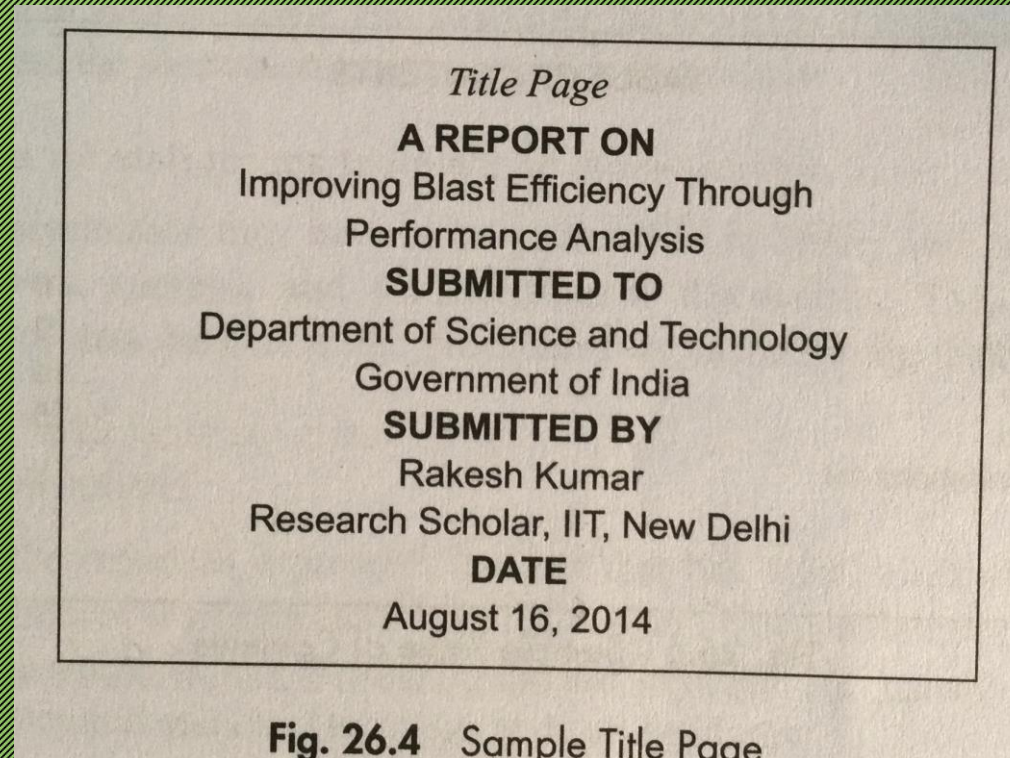 Title Page
A REPORT ON
Improving Blast Efficiency Through
Performance Analysis
SUBMITTED TO
Department of Science and Technology
Government of India
SUBMITTED BY
Rakesh Kumar
Research Scholar, IIT, New Delhi
DATE
August 16, 2014
Fig. 26.4 Sample Title Page